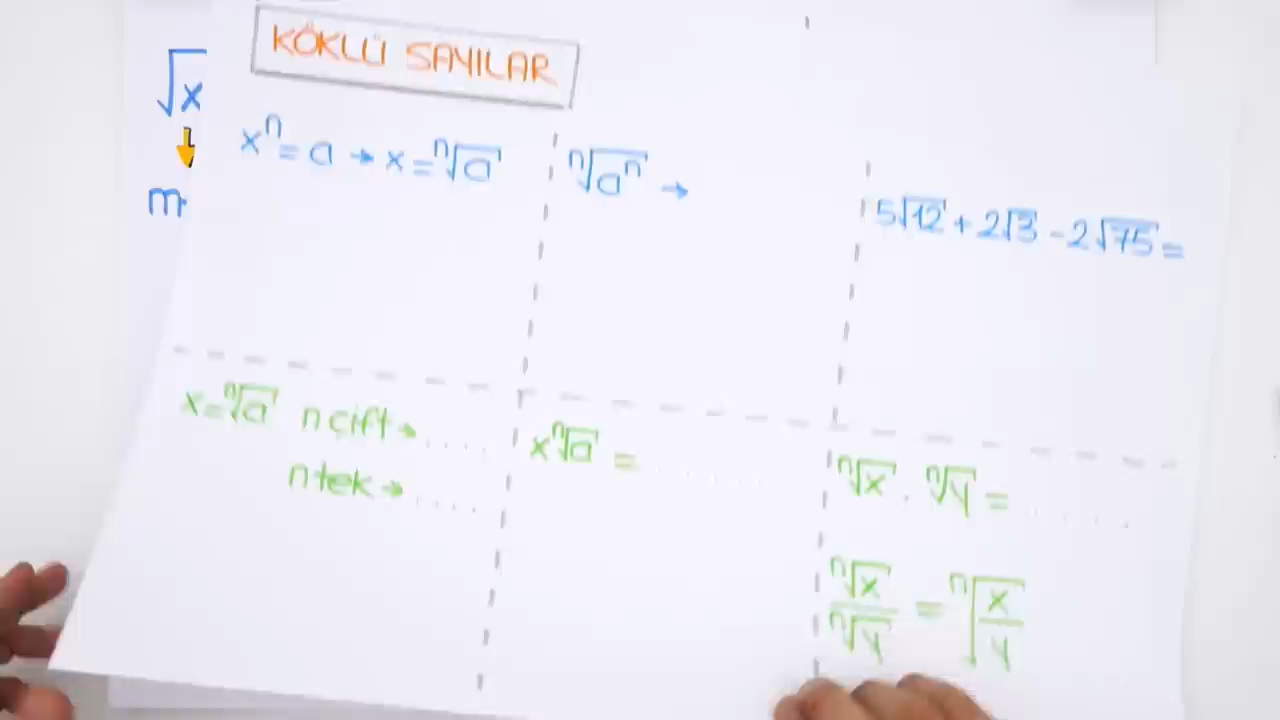 KÖKLÜ SAYILAR
√x
m
xⁿ = a → x = ⁿ√a
ⁿ√aⁿ →
5√12 + 2√3 - 2√75 =
x = ⁿ√a n çift → .....
n tek → .....
x ⁿ√a = .......
ⁿ√x . ⁿ√y = ......
ⁿ√x / ⁿ√y = ⁿ√(x/y)